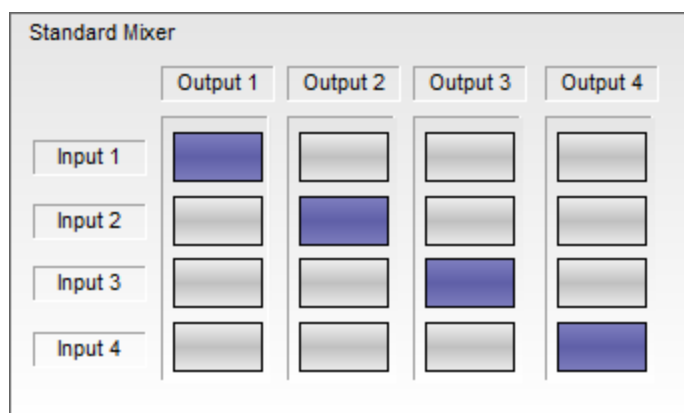 Standard Mixer
Output 1 Output 2 Output 3 Output 4
Input 1
Input 2
Input 3
Input 4